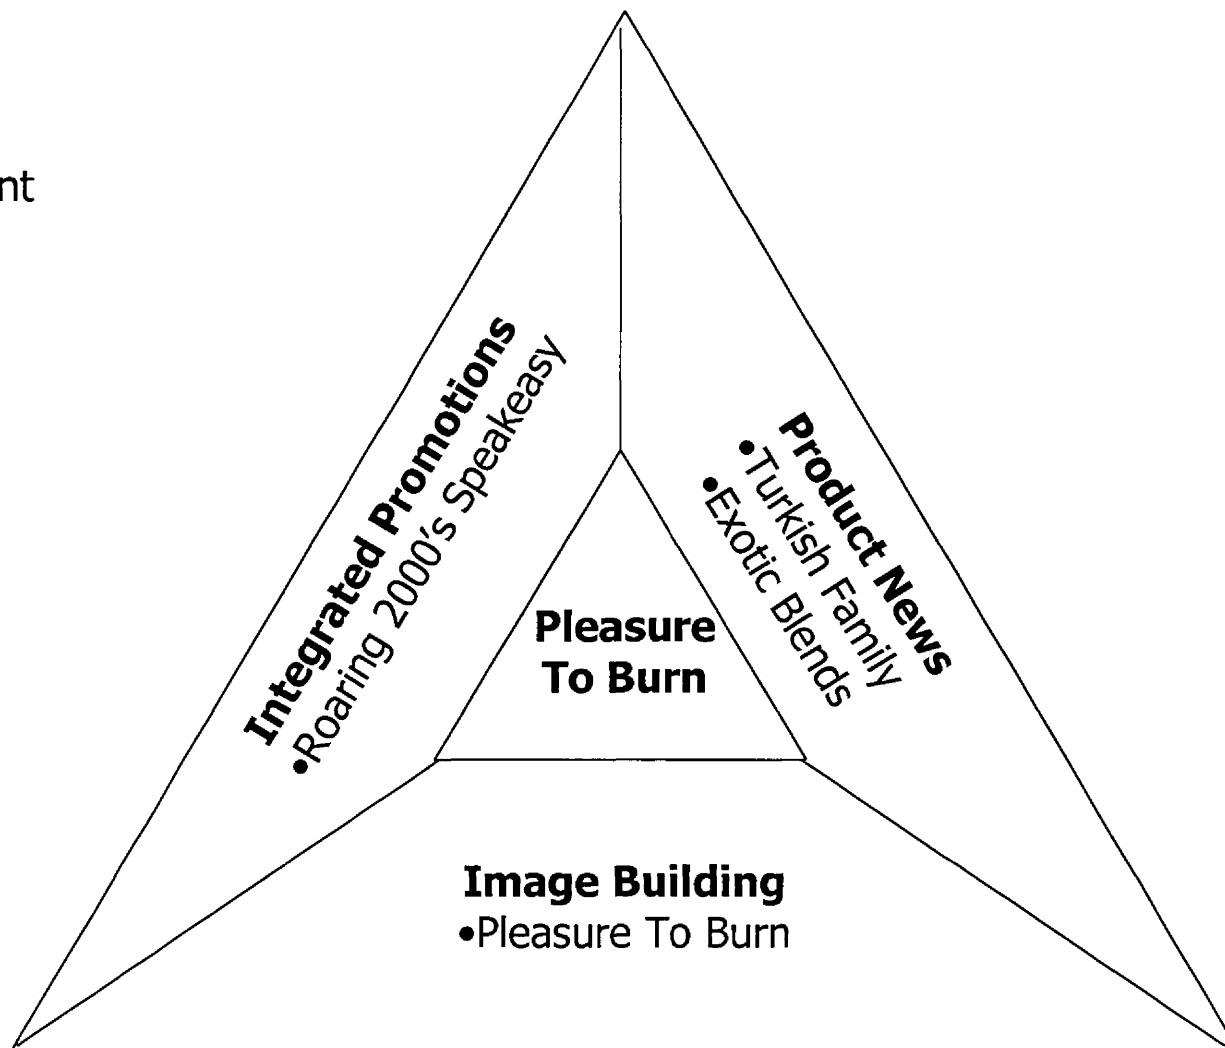 nt
Integrated Promotions
•Roaring 2000's Speakeasy
Product News
•Turkish Family
•Exotic Blends
Pleasure
To Burn
Image Building
•Pleasure To Burn